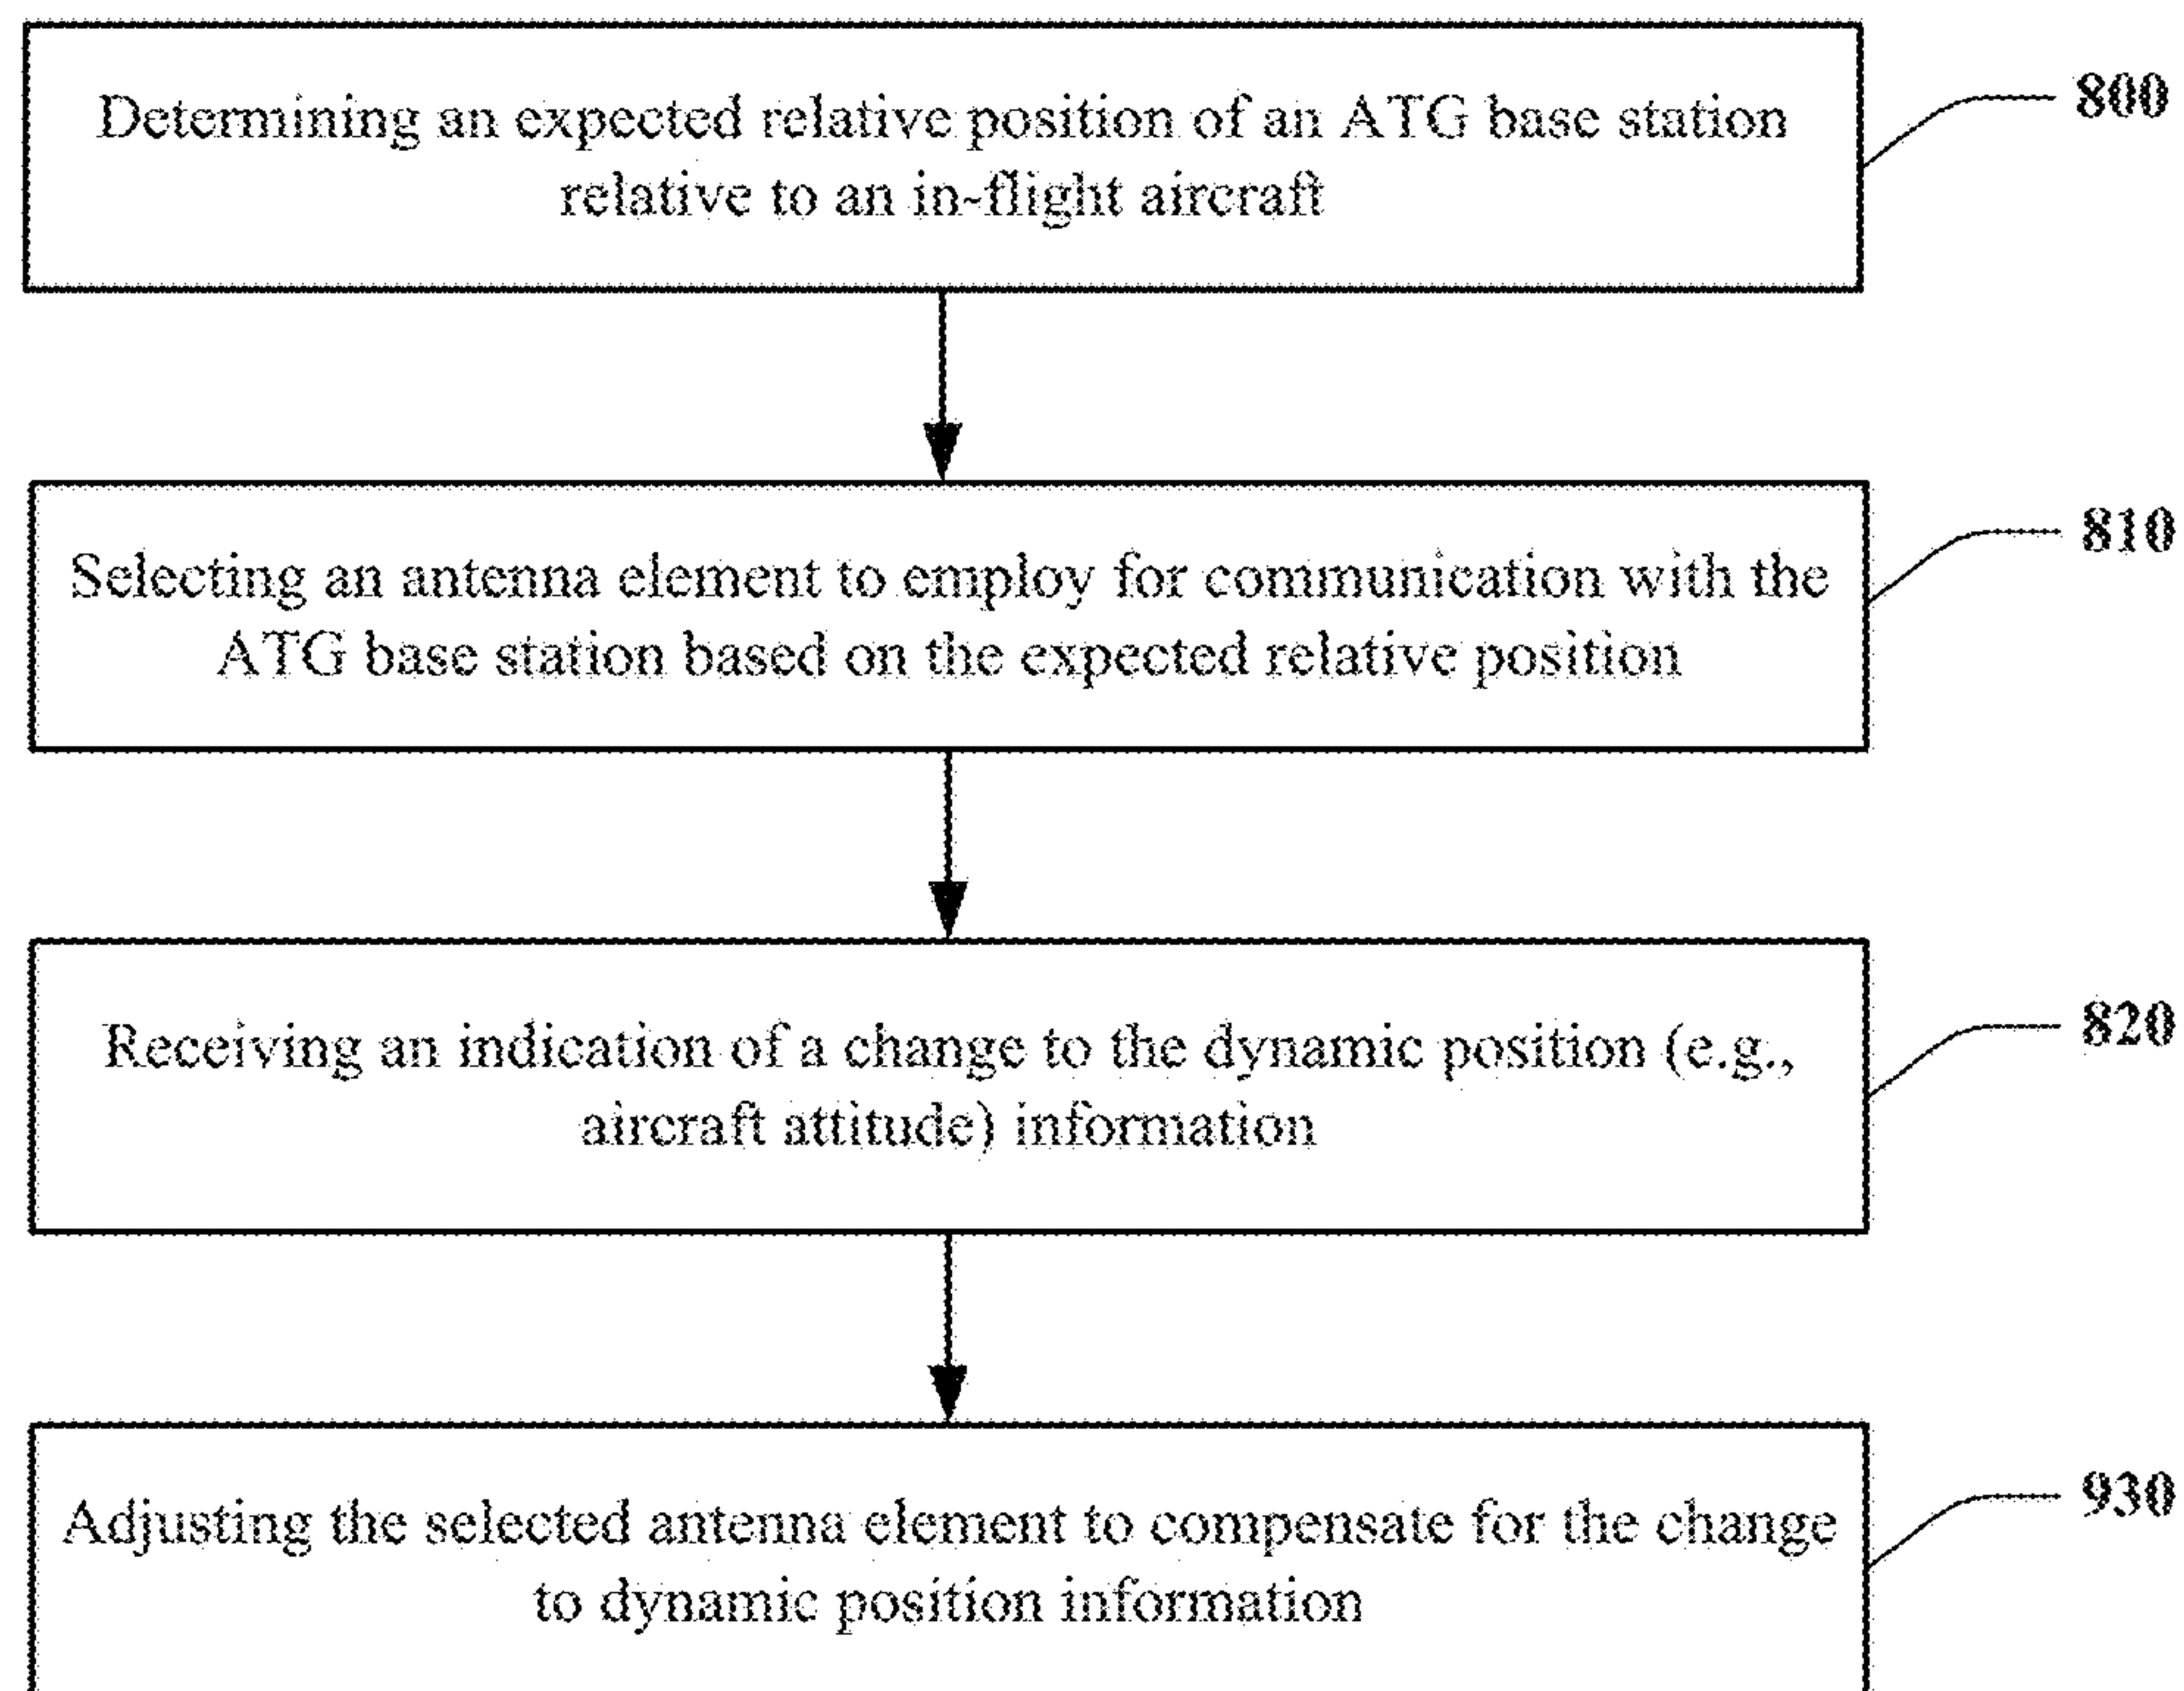 Determining an expected relative position of an ATG base station
relative to an in-flight aircraft
800
Selecting an antenna element to employ for communication with the
ATG base station based on the expected relative position
810
Receiving an indication of a change to the dynamic position (e.g.,
aircraft attitude) information
820
Adjusting the selected antenna element to compensate for the change
to dynamic position information
930